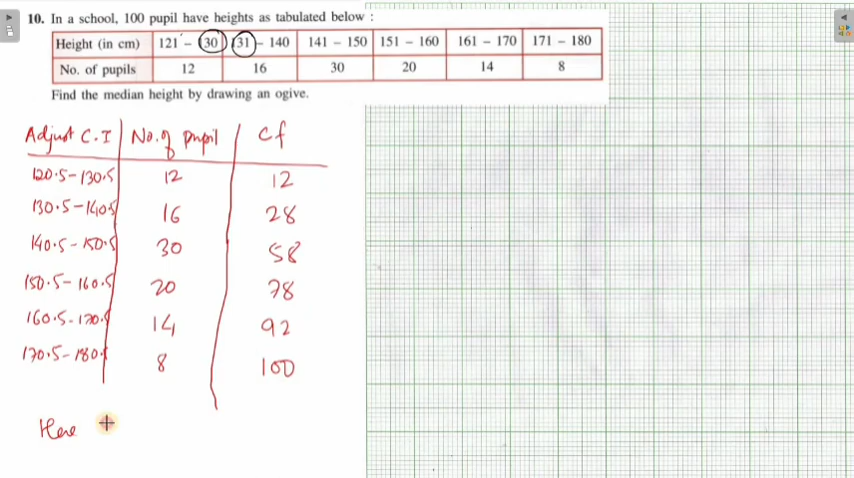 10. In a school, 100 pupil have heights as tabulated below :
Height (in cm) 121 - 30 31 - 140 141 - 150 151 - 160 161 - 170 171 - 180
No. of pupils 12 16 30 20 14 8
Find the median height by drawing an ogive.
Adjust C.I No. of pupil cf
120.5-130.5 12 12
130.5-140.5 16 28
140.5-150.5 30 58
150.5-160.5 20 78
160.5-170.5 14 92
170.5-180.5 8 100
Here